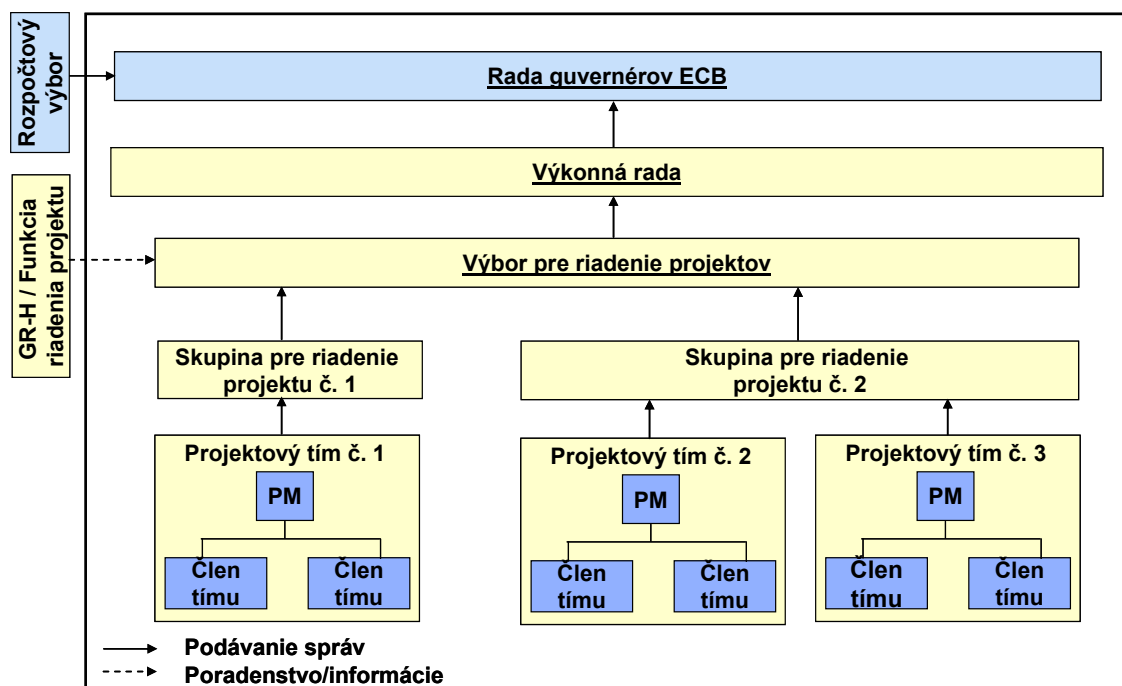 Rozpočtový
výbor
Rada guvernérov ECB
Výkonná rada
GR-H / Funkcia
riadenia projektu
Výbor pre riadenie projektov
Skupina pre riadenie
projektu č. 1
Skupina pre riadenie
projektu č. 2
Projektový tím č. 1
PM
Člen
tímu
Člen
tímu
Projektový tím č. 2
PM
Člen
tímu
Člen
tímu
Projektový tím č. 3
PM
Člen
tímu
Člen
tímu
Podávanie správ
Poradenstvo/informácie